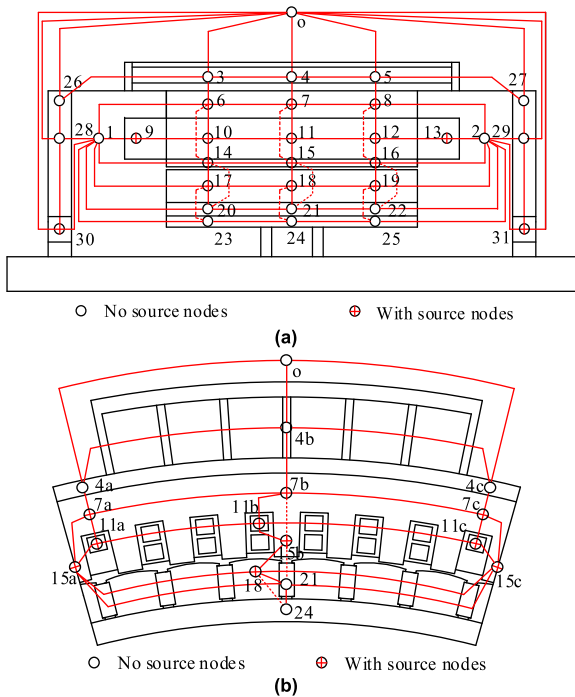 o
26 3 4 5 27
6 7 8
28 1 9 10 11 12 13 2 29
14 15 16
17 18 19
20 21 22
30 23 24 25 31
No source nodes With source nodes
(a)
o
4b
4a 7b 4c
7a 11b 7c
11a 11c
15a 15b 15c
18 21
24
No source nodes With source nodes
(b)